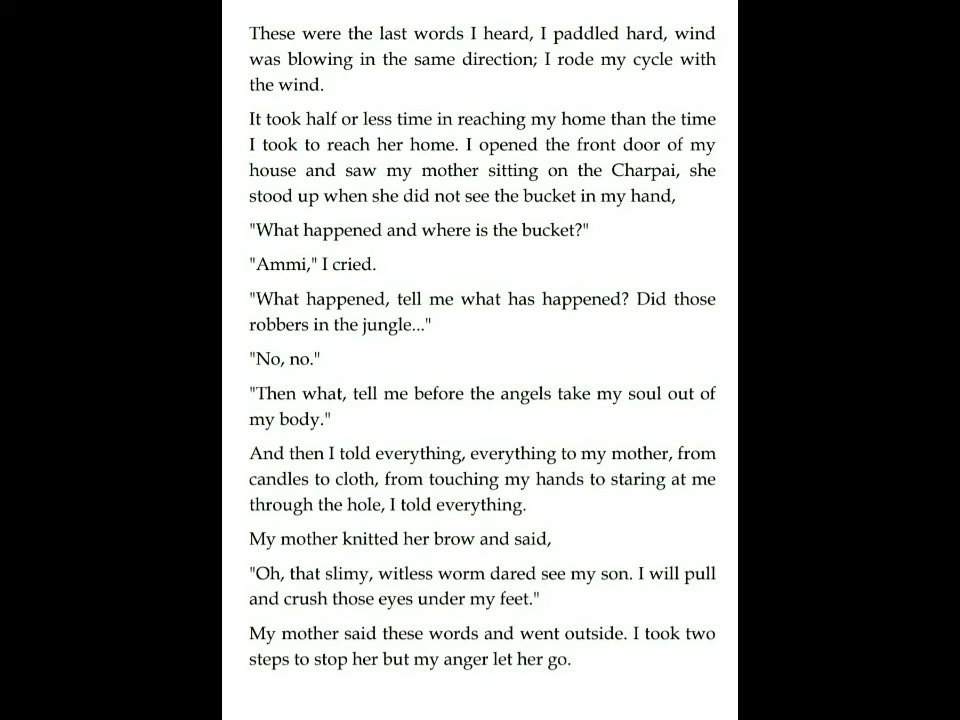 These were the last words I heard, I paddled hard, wind
was blowing in the same direction; I rode my cycle with
the wind.
It took half or less time in reaching my home than the time
I took to reach her home. I opened the front door of my
house and saw my mother sitting on the Charpai, she
stood up when she did not see the bucket in my hand,
"What happened and where is the bucket?"
"Ammi," I cried.
"What happened, tell me what has happened? Did those
robbers in the jungle..."
"No, no."
"Then what, tell me before the angels take my soul out of
my body."
And then I told everything, everything to my mother, from
candles to cloth, from touching my hands to staring at me
through the hole, I told everything.
My mother knitted her brow and said,
"Oh, that slimy, witless worm dared see my son. I will pull
and crush those eyes under my feet."
My mother said these words and went outside. I took two
steps to stop her but my anger let her go.